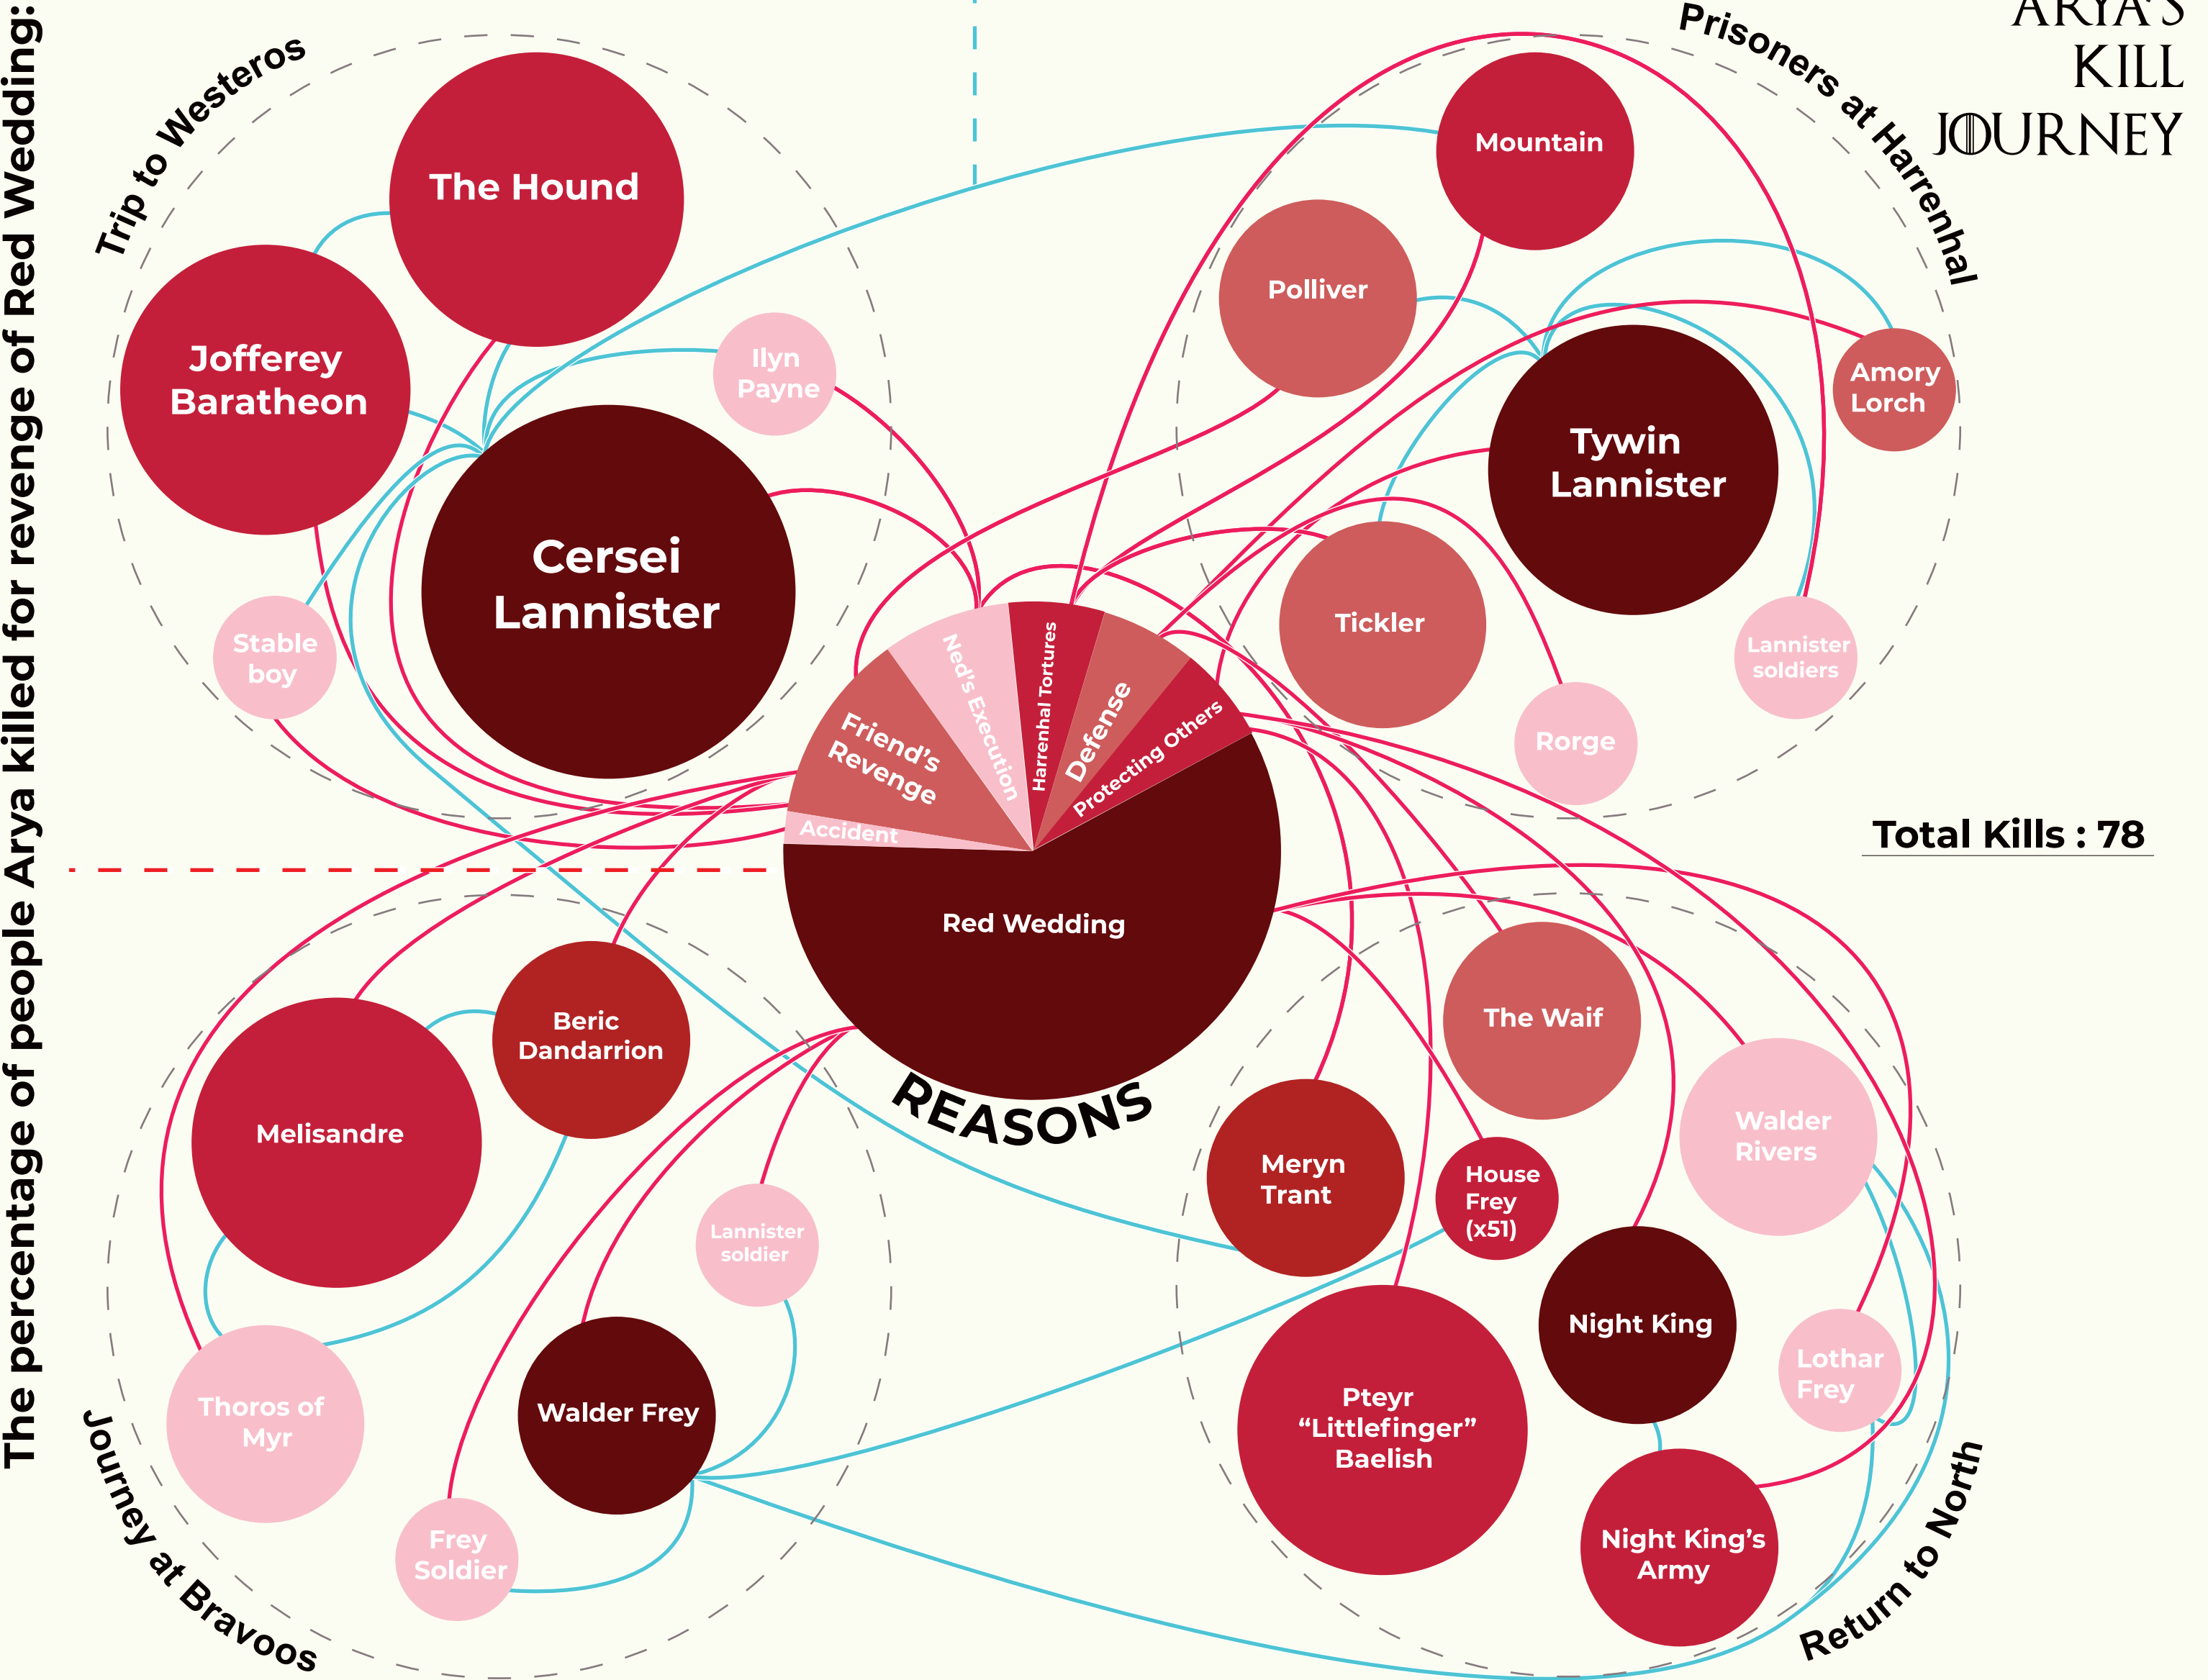 The percentage of people Arya killed for revenge of Red Wedding:
ARYA'S
KILL
JOURNEY
Trip to Westeros
The Hound
Jofferey
Baratheon
Ilyn
Payne
Cersei
Lannister
Stable
boy
Prisoners at Harrenhal
Mountain
Polliver
Amory
Lorch
Tywin
Lannister
Tickler
Lannister
soldiers
Rorge
Accident
Friend's
Revenge
Ned's Execution
Harrenhal Tortures
Defense
Protecting Others
Red Wedding
REASONS
Total Kills : 78
Journey at Bravoos
Beric
Dandarrion
Melisandre
Lannister
soldier
Thoros of
Myr
Walder Frey
Frey
Soldier
Return to North
The Waif
Walder
Rivers
Meryn
Trant
House
Frey
(x51)
Night King
Lothar
Frey
Pteyr
“Littlefinger”
Baelish
Night King’s
Army